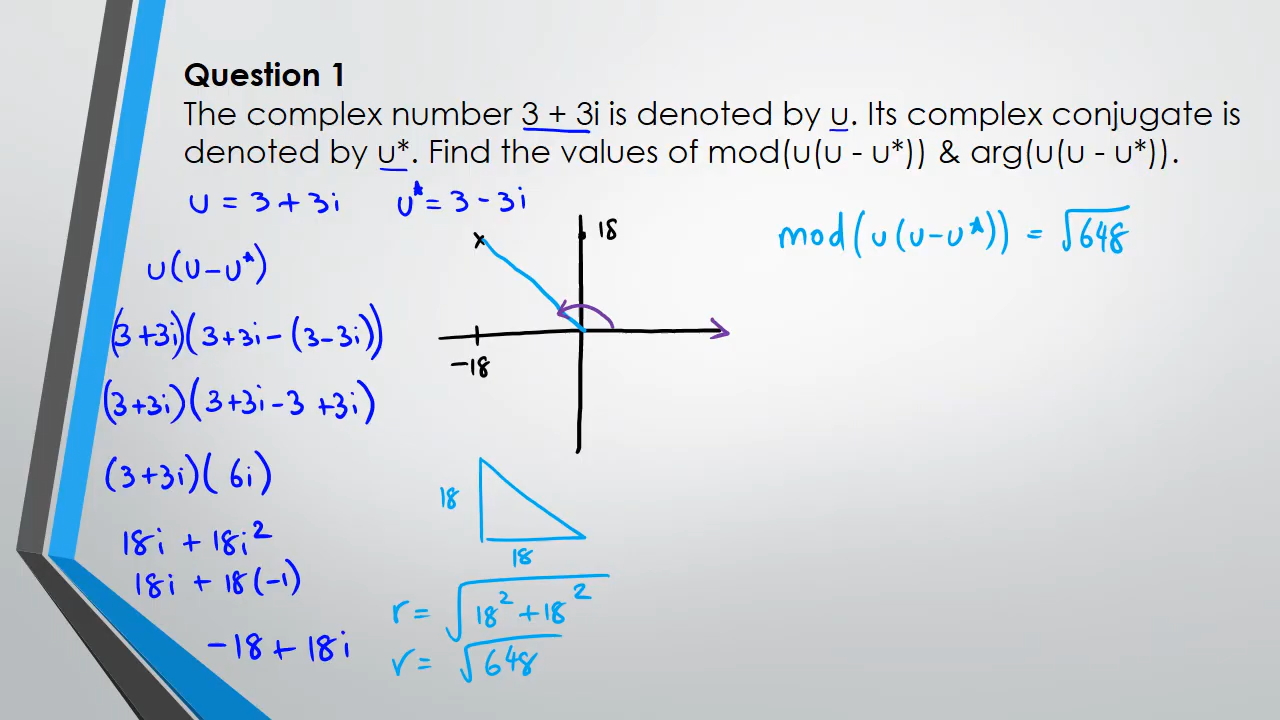 Question 1
The complex number 3 + 3i is denoted by u. Its complex conjugate is
denoted by u*. Find the values of mod(u(u - u*)) & arg(u(u - u*)).
u = 3 + 3i
u* = 3 - 3i
u(u - u*)
(3 + 3i)(3 + 3i - (3 - 3i))
(3 + 3i)(3 + 3i - 3 + 3i)
(3 + 3i)(6i)
18i + 18i²
18i + 18(-1)
-18 + 18i
x
18
-18
18
18
r = √18² + 18²
r = √648
mod(u(u - u*)) = √648